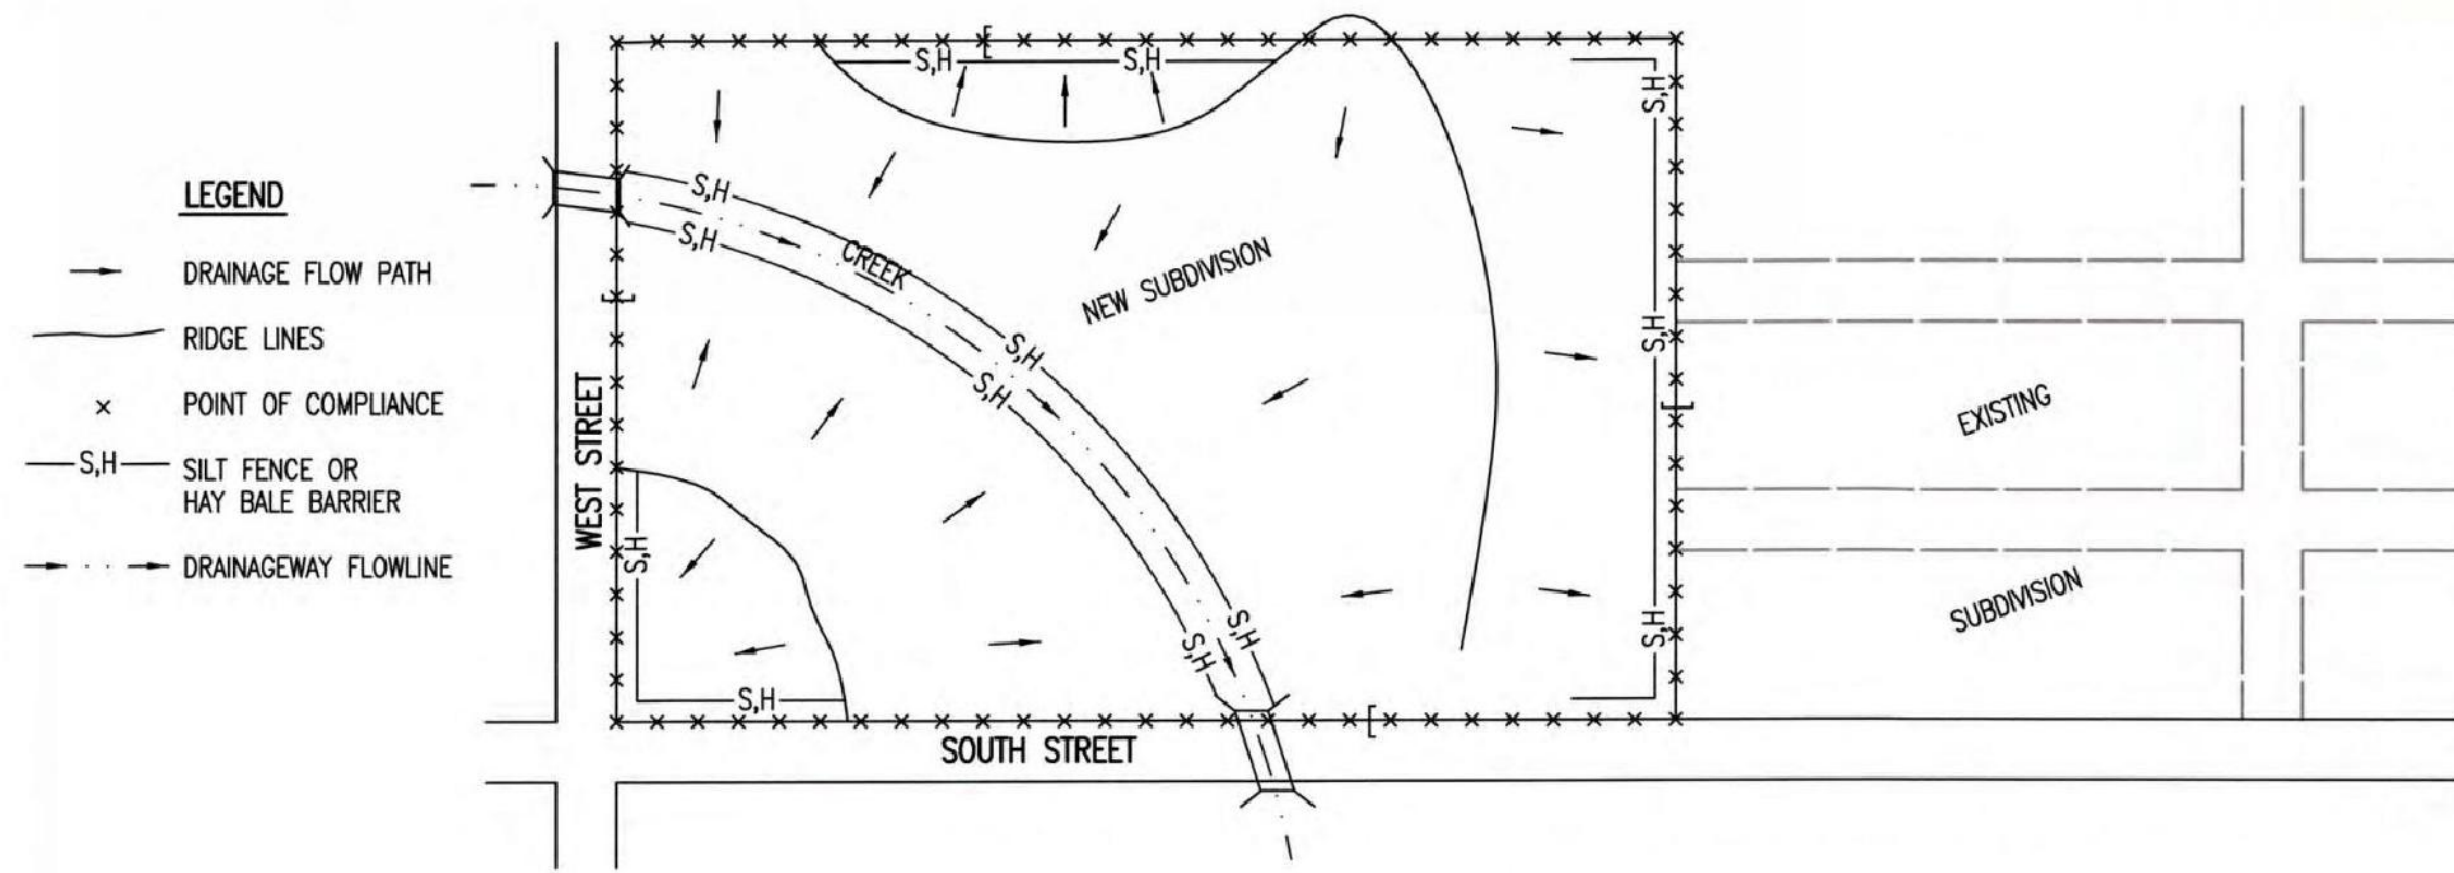 LEGEND
DRAINAGE FLOW PATH
RIDGE LINES
POINT OF COMPLIANCE
S,H
SILT FENCE OR
HAY BALE BARRIER
DRAINAGEWAY FLOWLINE
S,H
S,H
S,H
S,H
S,H
CREEK
NEW SUBDIVISION
S,H
S,H
S,H
WEST STREET
EXISTING
S,H
SUBDIVISION
S,H
S,H
S,H
S,H
SOUTH STREET